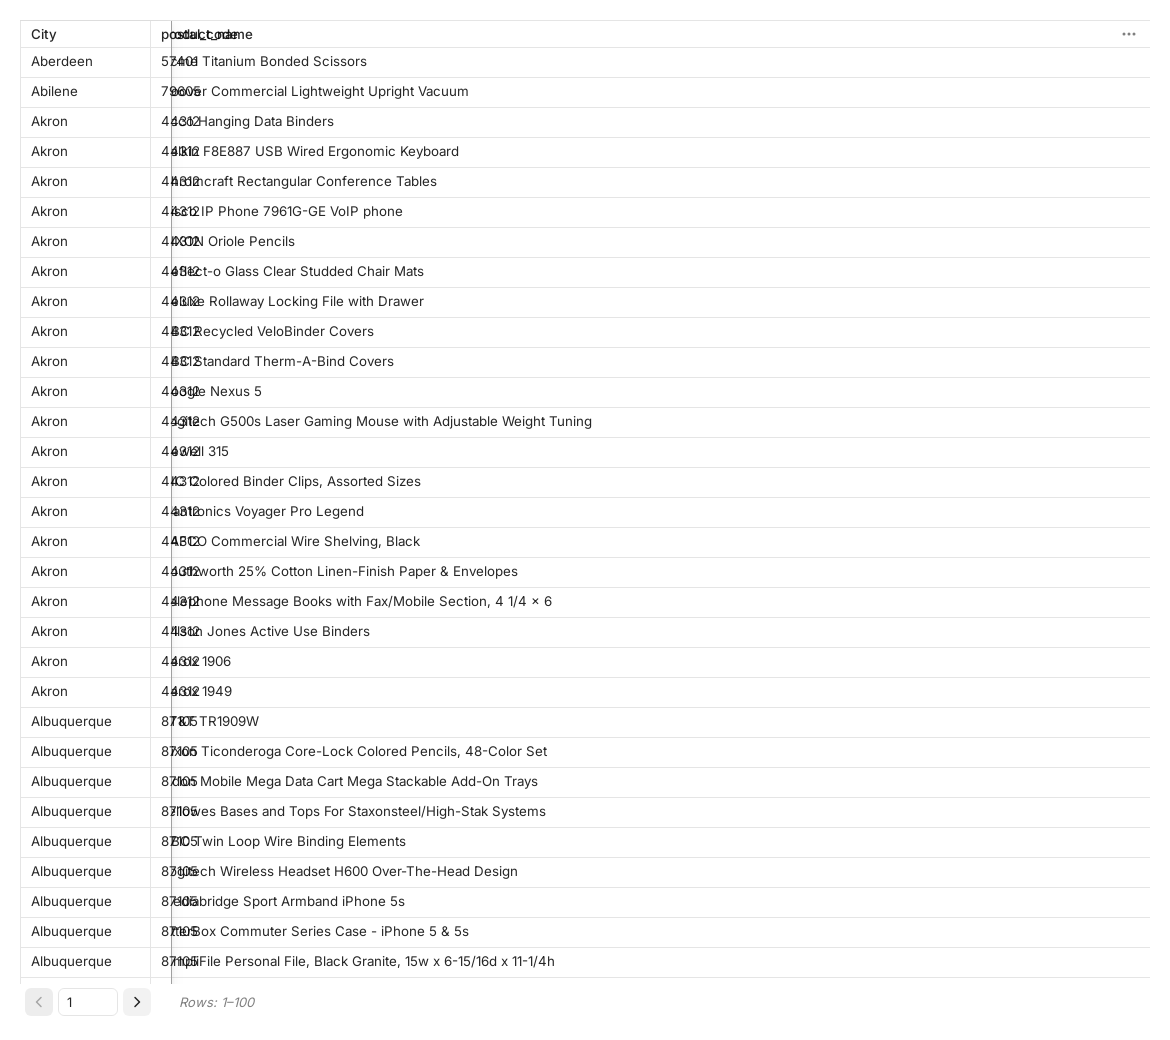 City postal_code product_name
Aberdeen 57401 Titanium Bonded Scissors
Abilene 79605 Commercial Lightweight Upright Vacuum
Akron 44312 Hanging Data Binders
Akron 44312 F8E887 USB Wired Ergonomic Keyboard
Akron 44312 Rectangular Conference Tables
Akron 44312 IP Phone 7961G-GE VoIP phone
Akron 44312 Oriole Pencils
Akron 44312 Glass Clear Studded Chair Mats
Akron 44312 Rollaway Locking File with Drawer
Akron 44312 Recycled VeloBinder Covers
Akron 44312 Standard Therm-A-Bind Covers
Akron 44312 Nexus 5
Akron 44312 G500s Laser Gaming Mouse with Adjustable Weight Tuning
Akron 44312 315
Akron 44312 Colored Binder Clips, Assorted Sizes
Akron 44312 Voyager Pro Legend
Akron 44312 Commercial Wire Shelving, Black
Akron 44312 25% Cotton Linen-Finish Paper & Envelopes
Akron 44312 Message Books with Fax/Mobile Section, 4 1/4 × 6
Akron 44312 Jones Active Use Binders
Akron 44312 1906
Akron 44312 1949
Albuquerque 87105 TR1909W
Albuquerque 87105 Ticonderoga Core-Lock Colored Pencils, 48-Color Set
Albuquerque 87105 Mobile Mega Data Cart Mega Stackable Add-On Trays
Albuquerque 87105 Bases and Tops For Staxonsteel/High-Stak Systems
Albuquerque 87105 Twin Loop Wire Binding Elements
Albuquerque 87105 Wireless Headset H600 Over-The-Head Design
Albuquerque 87105 Sport Armband iPhone 5s
Albuquerque 87105 Commuter Series Case - iPhone 5 & 5s
Albuquerque 87105 Personal File, Black Granite, 15w x 6-15/16d x 11-1/4h
1 Rows: 1–100